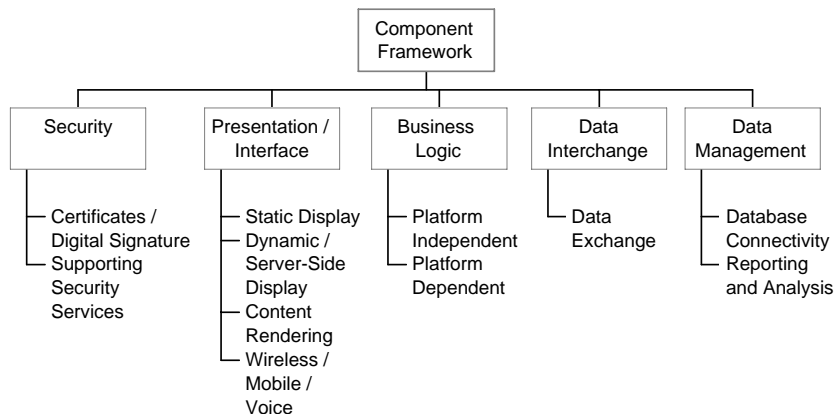 Component
Framework
Security
Presentation /
Interface
Business
Logic
Data
Interchange
Data
Management
Certificates /
Digital Signature
Supporting
Security
Services
Static Display
Dynamic /
Server-Side
Display
Content
Rendering
Wireless /
Mobile /
Voice
Platform
Independent
Platform
Dependent
Data
Exchange
Database
Connectivity
Reporting
and Analysis